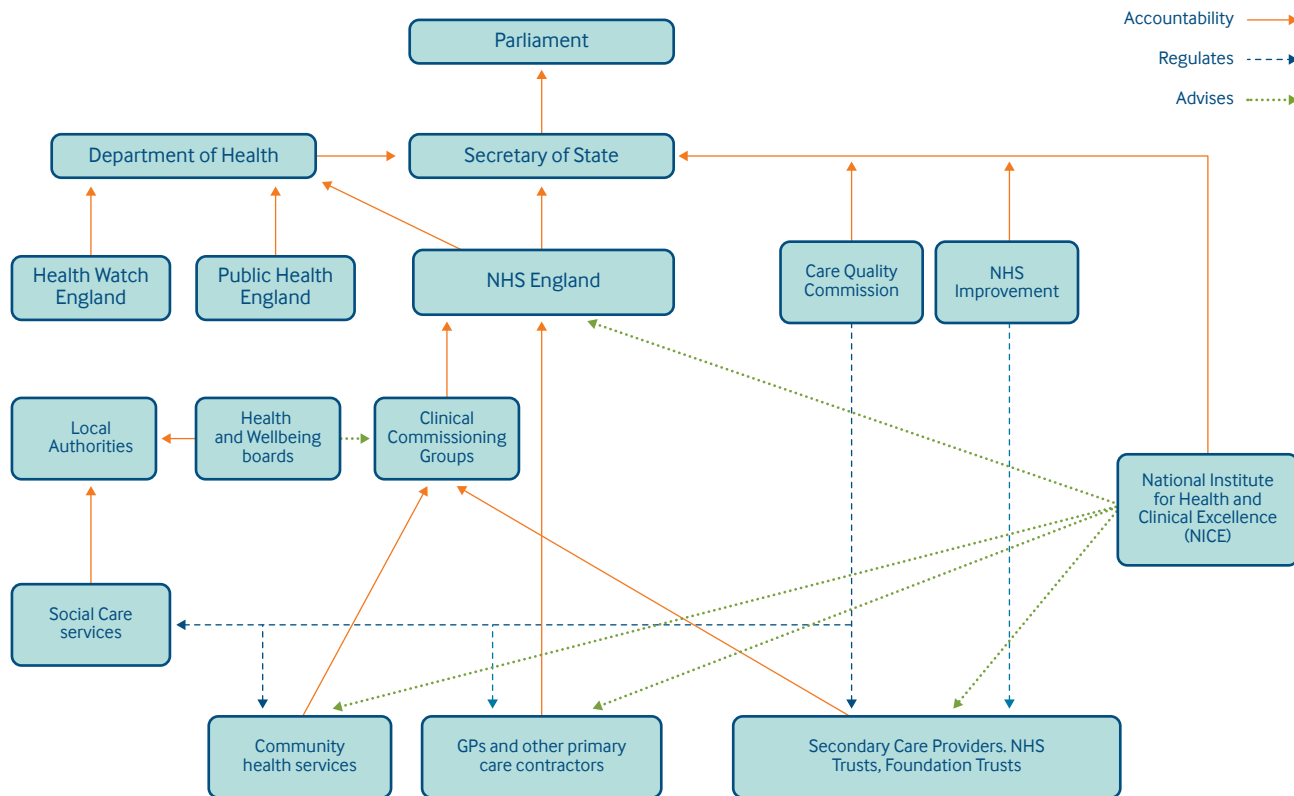 Accountability
Regulates
Advises
Parliament
Department of Health
Secretary of State
Health Watch
England
Public Health
England
NHS England
Care Quality
Commission
NHS
Improvement
Local
Authorities
Health
and Wellbeing
boards
Clinical
Commissioning
Groups
National Institute
for Health and
Clinical Excellence
(NICE)
Social Care
services
Community
health services
GPs and other primary
care contractors
Secondary Care Providers. NHS
Trusts, Foundation Trusts